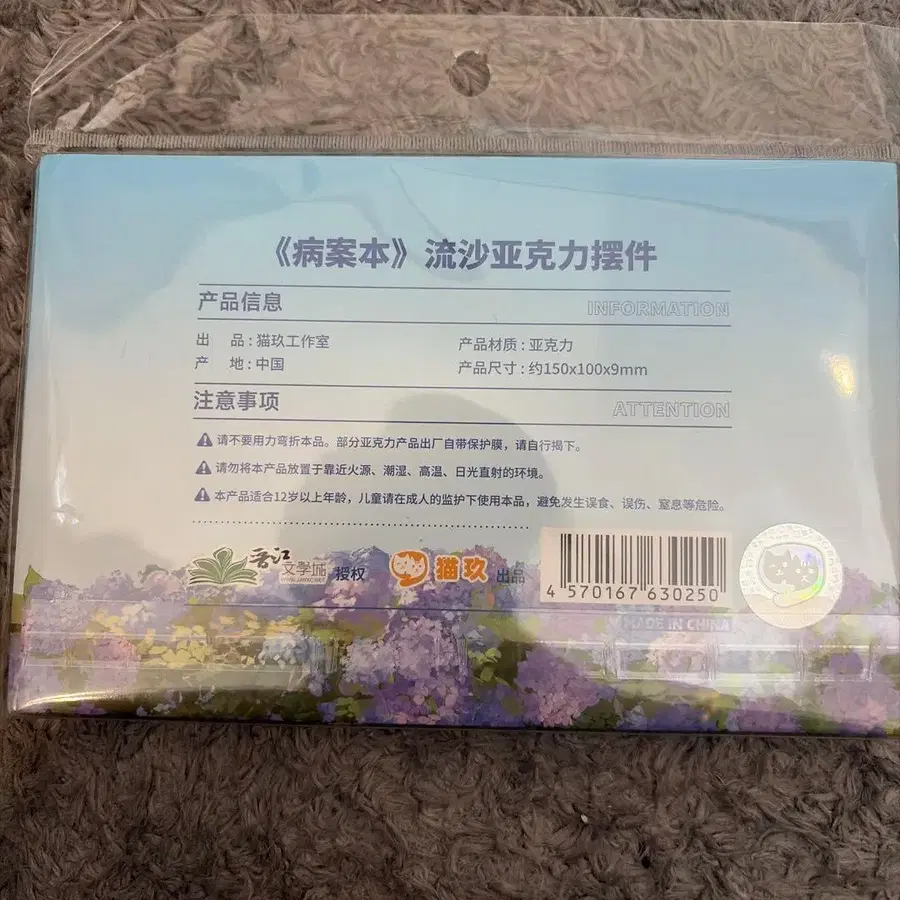 《病案本》流沙亚克力摆件
产品信息 INFORMATION
出 品：猫玖工作室 产品材质：亚克力
产 地：中国 产品尺寸：约150x100x9mm
注意事项 ATTENTION
请不要用力弯折本品。部分亚克力产品出厂自带保护膜，请自行揭下。
请勿将本产品放置于靠近火源、潮湿、高温、日光直射的环境。
本产品适合12岁以上年龄，儿童请在成人的监护下使用本品，避免发生误食、误伤、窒息等危险。
晋江文学城 授权 猫玖 出品
WWW.JJWXC.NET
4 570167 630250
MADE IN CHINA